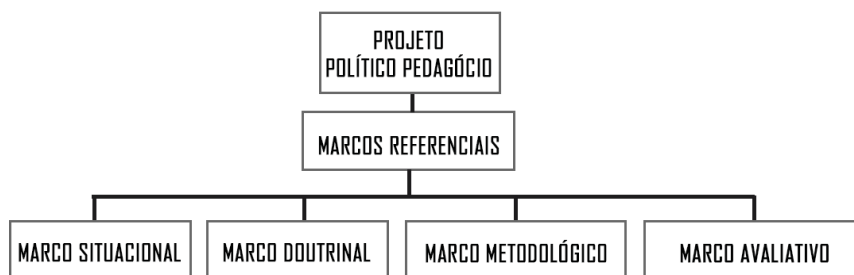 PROJETO
POLÍTICO PEDAGÓCIO
MARCOS REFERENCIAIS
MARCO SITUACIONAL
MARCO DOUTRINAL
MARCO METODOLÓGICO
MARCO AVALIATIVO